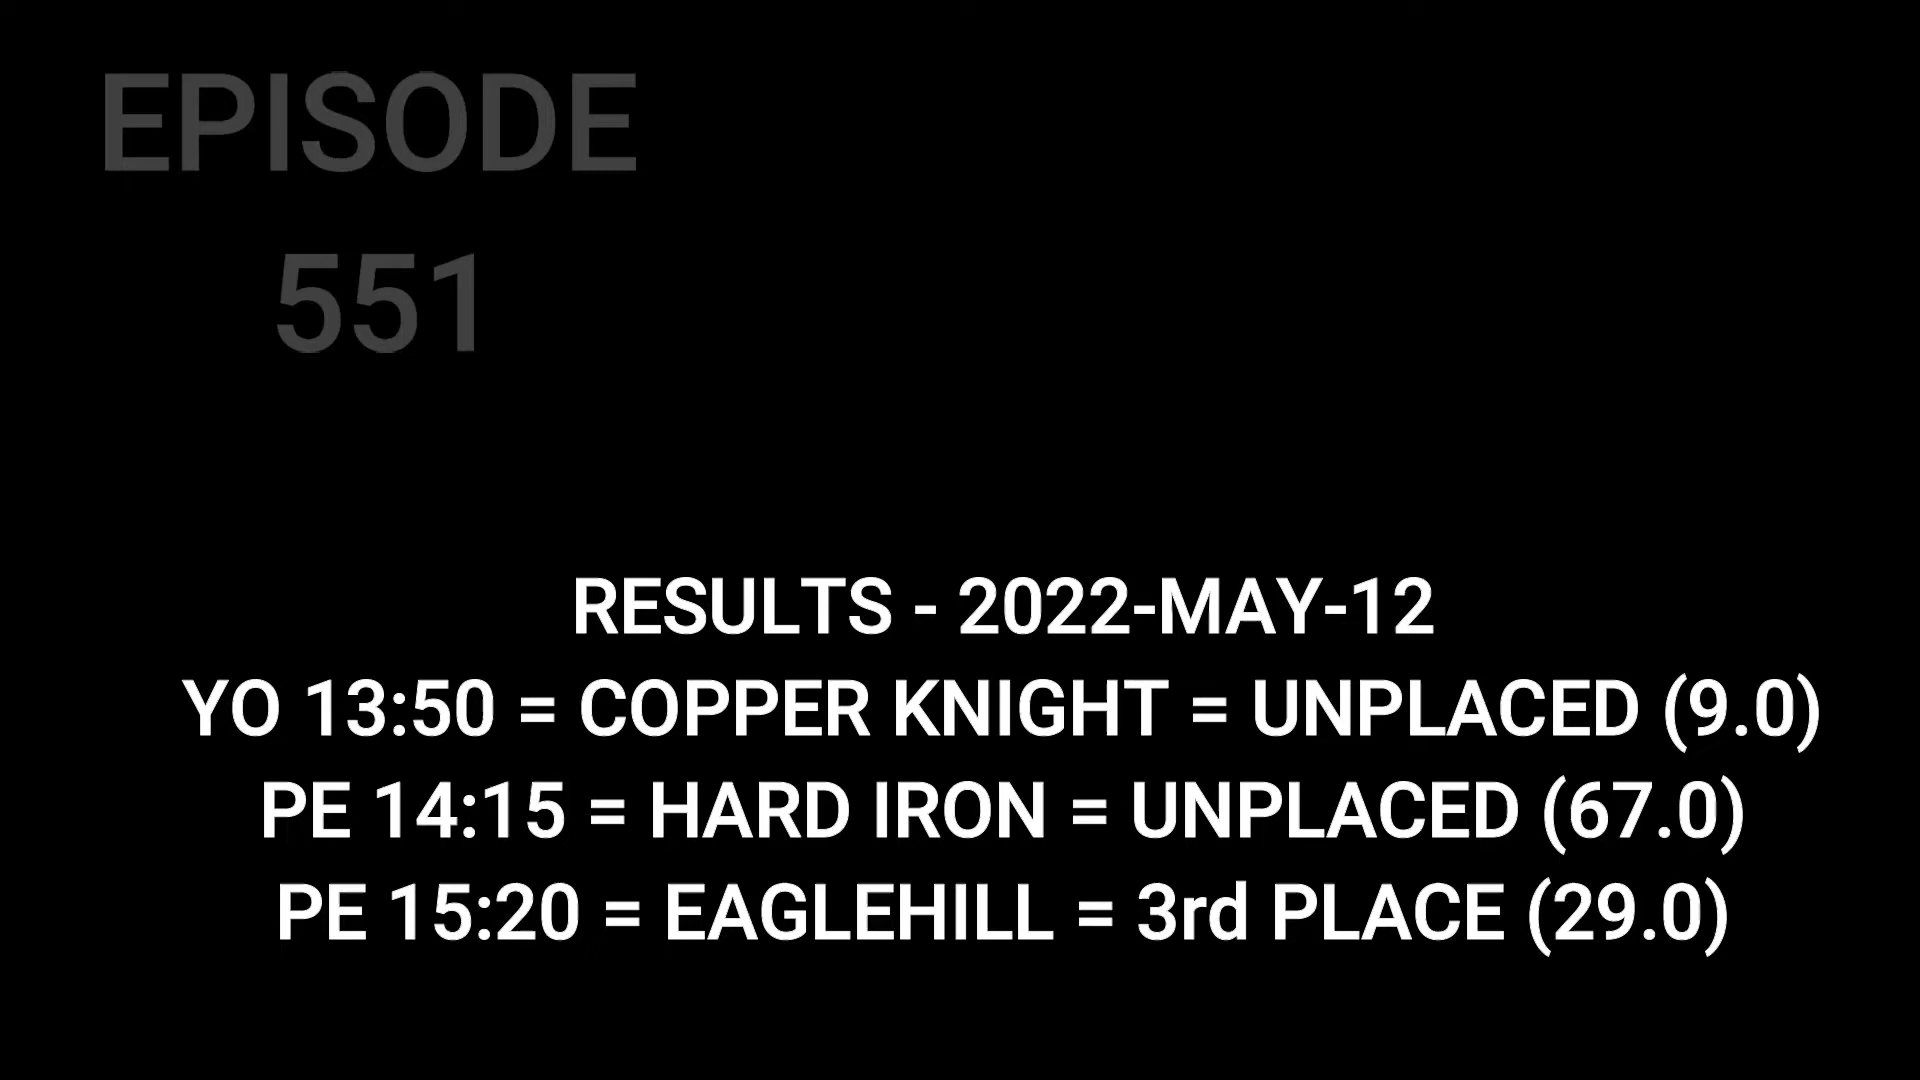 EPISODE
551
RESULTS - 2022-MAY-12
YO 13:50 = COPPER KNIGHT = UNPLACED (9.0)
PE 14:15 = HARD IRON = UNPLACED (67.0)
PE 15:20 = EAGLEHILL = 3rd PLACE (29.0)